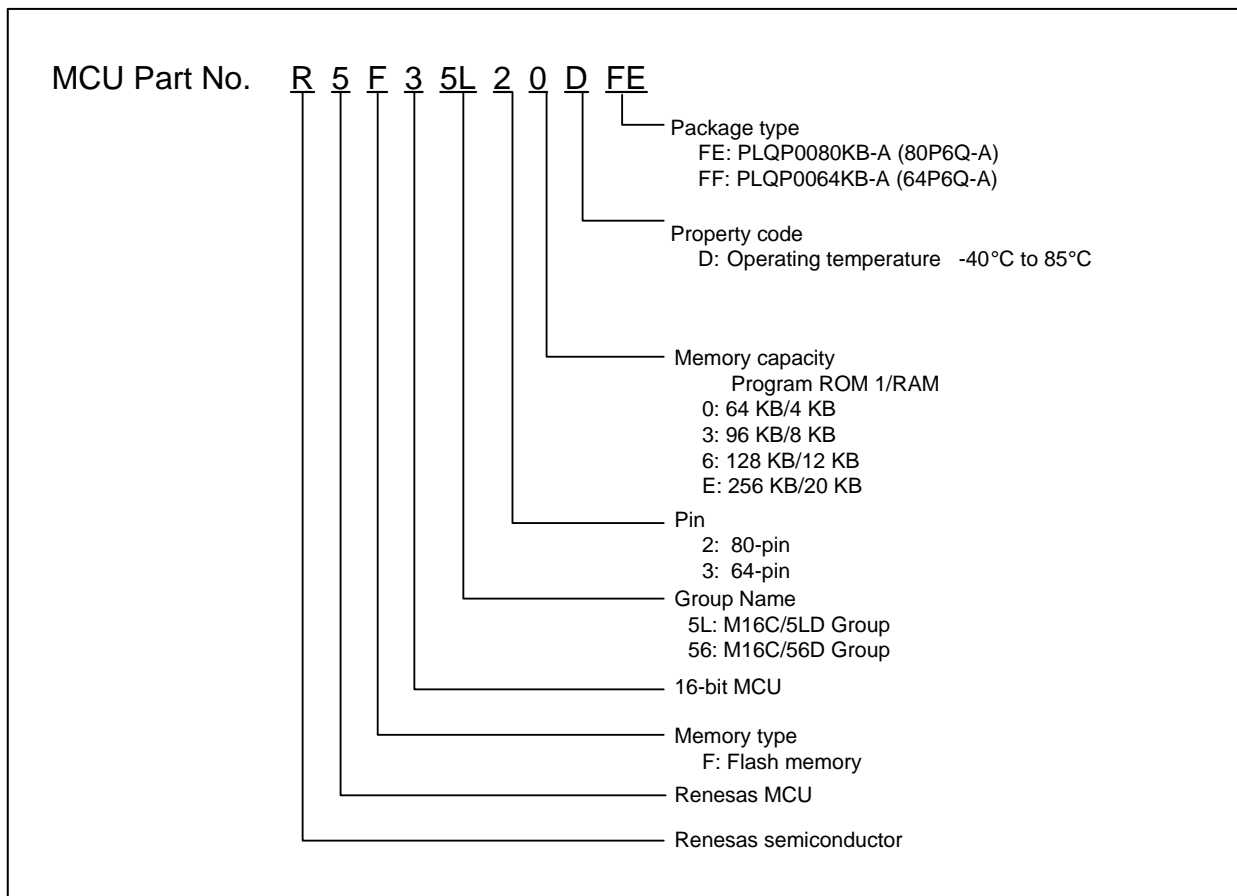 MCU Part No. R 5 F 3 5L 2 0 D FE
Package type
FE: PLQP0080KB-A (80P6Q-A)
FF: PLQP0064KB-A (64P6Q-A)
Property code
D: Operating temperature -40°C to 85°C
Memory capacity
Program ROM 1/RAM
0: 64 KB/4 KB
3: 96 KB/8 KB
6: 128 KB/12 KB
E: 256 KB/20 KB
Pin
2: 80-pin
3: 64-pin
Group Name
5L: M16C/5LD Group
56: M16C/56D Group
16-bit MCU
Memory type
F: Flash memory
Renesas MCU
Renesas semiconductor